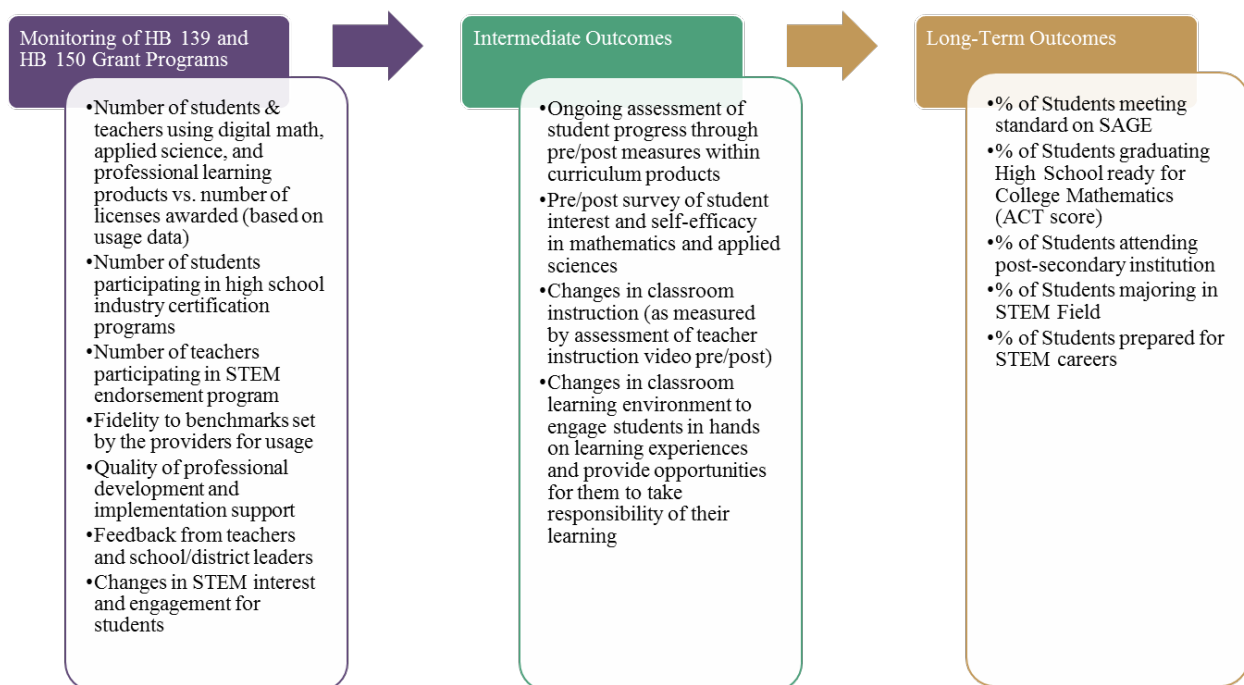 Monitoring of HB 139 and
HB 150 Grant Programs
•Number of students &
teachers using digital math,
applied science, and
professional learning
products vs. number of
licenses awarded (based on
usage data)
•Number of students
participating in high school
industry certification
programs
•Number of teachers
participating in STEM
endorsement program
•Fidelity to benchmarks set
by the providers for usage
•Quality of professional
development and
implementation support
•Feedback from teachers
and school/district leaders
•Changes in STEM interest
and engagement for
students
Intermediate Outcomes
•Ongoing assessment of
student progress through
pre/post measures within
curriculum products
•Pre/post survey of student
interest and self-efficacy
in mathematics and applied
sciences
•Changes in classroom
instruction (as measured
by assessment of teacher
instruction video pre/post)
•Changes in classroom
learning environment to
engage students in hands
on learning experiences
and provide opportunities
for them to take
responsibility of their
learning
Long-Term Outcomes
•% of Students meeting
standard on SAGE
•% of Students graduating
High School ready for
College Mathematics
(ACT score)
•% of Students attending
post-secondary institution
•% of Students majoring in
STEM Field
•% of Students prepared for
STEM careers